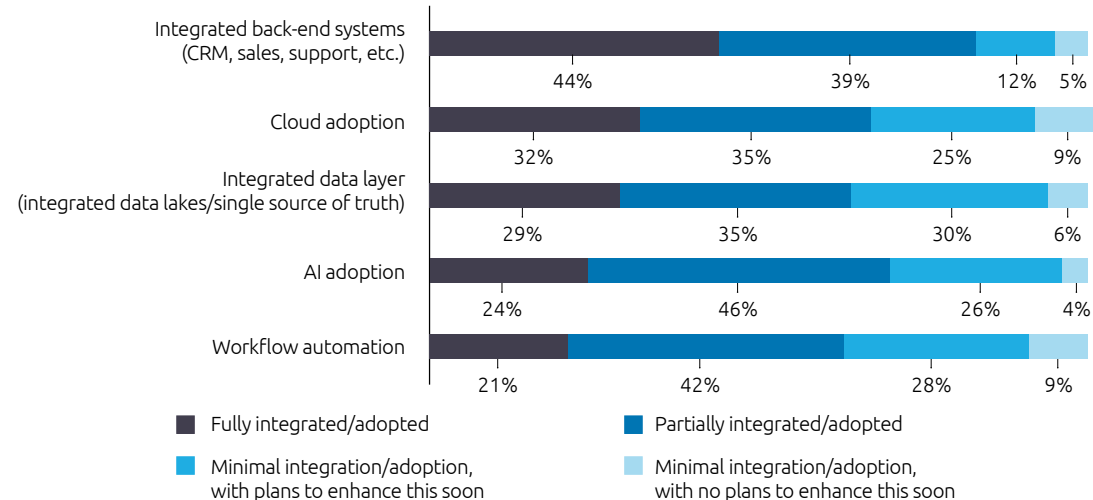 Integrated back-end systems
(CRM, sales, support, etc.)
44%
39%
12%
5%
Cloud adoption
32%
35%
25%
9%
Integrated data layer
(integrated data lakes/single source of truth)
29%
35%
30%
6%
AI adoption
24%
46%
26%
4%
Workflow automation
21%
42%
28%
9%
Fully integrated/adopted
Partially integrated/adopted
Minimal integration/adoption,
with plans to enhance this soon
Minimal integration/adoption,
with no plans to enhance this soon